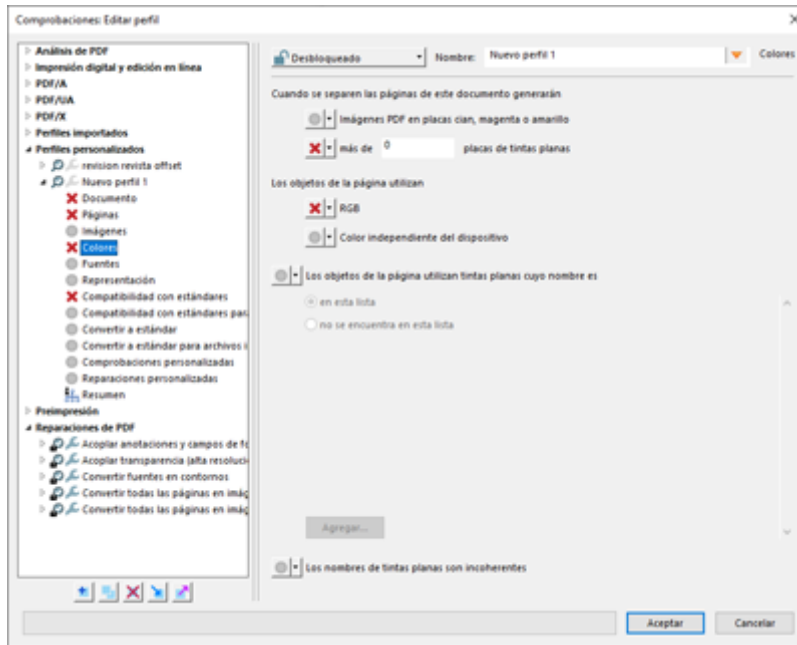 Comprobaciones: Editar perfil
Análisis de PDF
Impresión digital y edición en línea
PDF/A
PDF/UA
PDF/X
Perfiles importados
Perfiles personalizados
revision revista offset
Nuevo perfil 1
Documento
Páginas
Imágenes
Colores
Fuentes
Representación
Compatibilidad con estándares
Compatibilidad con estándares par
Convertir a estándar
Convertir a estándar para archivos i
Comprobaciones personalizadas
Reparaciones personalizadas
Resumen
Preimpresión
Reparaciones de PDF
Acoplar anotaciones y campos de fo
Acoplar transparencia (alta resoluci
Convertir fuentes en contornos
Convertir todas las páginas en imág
Convertir todas las páginas en imág
Desbloqueado Nombre: Nuevo perfil 1 Colores
Cuando se separen las páginas de este documento generarán
Imágenes PDF en placas cian, magenta o amarillo
más de 0 placas de tintas planas
Los objetos de la página utilizan
RGB
Color independiente del dispositivo
Los objetos de la página utilizan tintas planas cuyo nombre es
en esta lista
no se encuentra en esta lista
Agregar...
Los nombres de tintas planas son incoherentes
Aceptar Cancelar